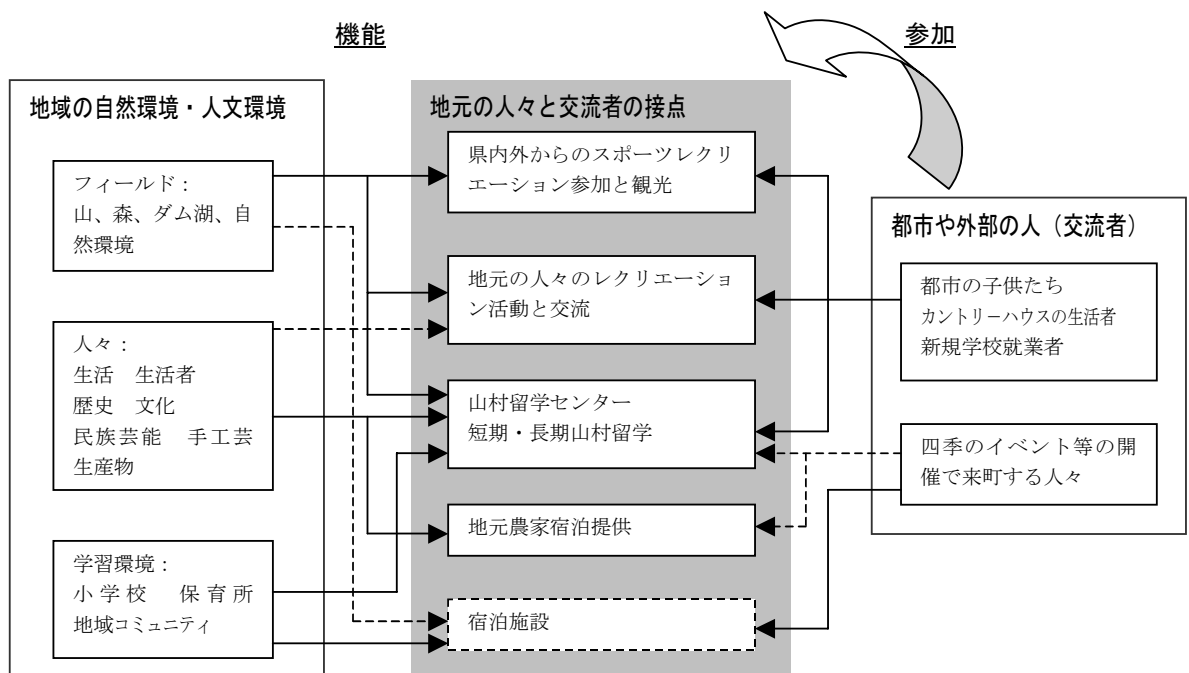 機能
参加
地域の自然環境・人文環境
フィールド：
山、森、ダム湖、自
然環境
人々：
生活　生活者
歴史　文化
民族芸能　手工芸
生産物
学習環境：
小学校　保育所
地域コミュニティ
地元の人々と交流者の接点
県内外からのスポーツレクリ
エーション参加と観光
地元の人々のレクリエーショ
ン活動と交流
山村留学センター
短期・長期山村留学
地元農家宿泊提供
宿泊施設
都市や外部の人（交流者）
都市の子供たち
カントリーハウスの生活者
新規学校就業者
四季のイベント等の開
催で来町する人々